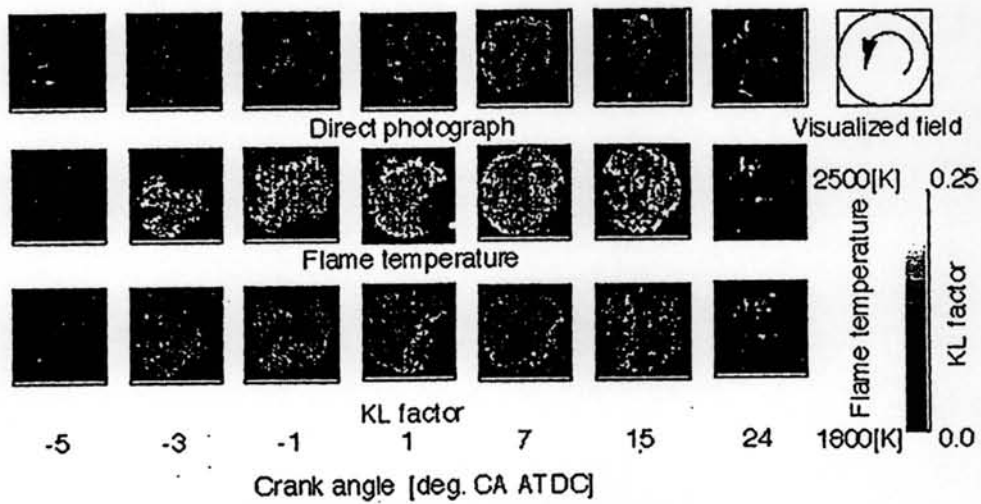 Direct photograph
Visualized field
2500[K] 0.25
Flame temperature
Flame temperature
KL factor
KL factor
1800[K] 0.0
-5 -3 -1 1 7 15 24
Crank angle [deg. CA ATDC]